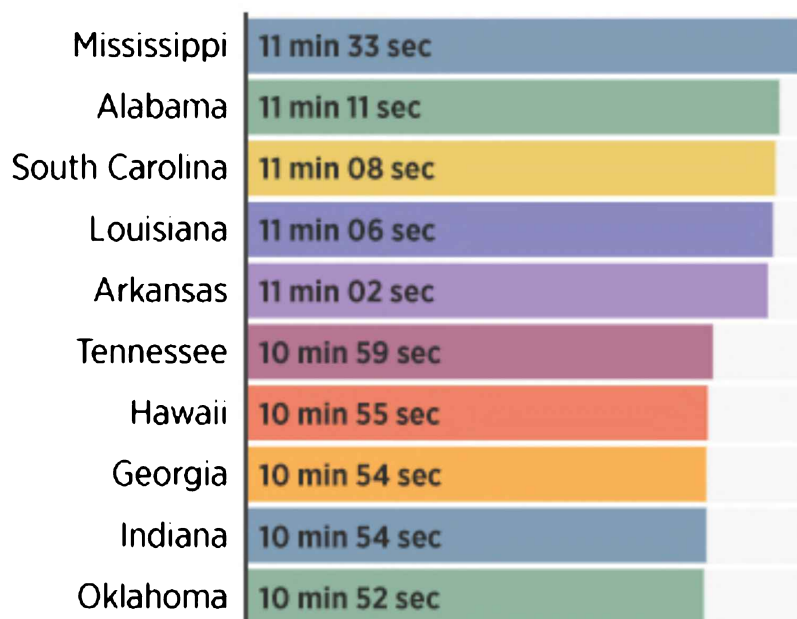 Mississippi 11 min 33 sec
Alabama 11 min 11 sec
South Carolina 11 min 08 sec
Louisiana 11 min 06 sec
Arkansas 11 min 02 sec
Tennessee 10 min 59 sec
Hawaii 10 min 55 sec
Georgia 10 min 54 sec
Indiana 10 min 54 sec
Oklahoma 10 min 52 sec